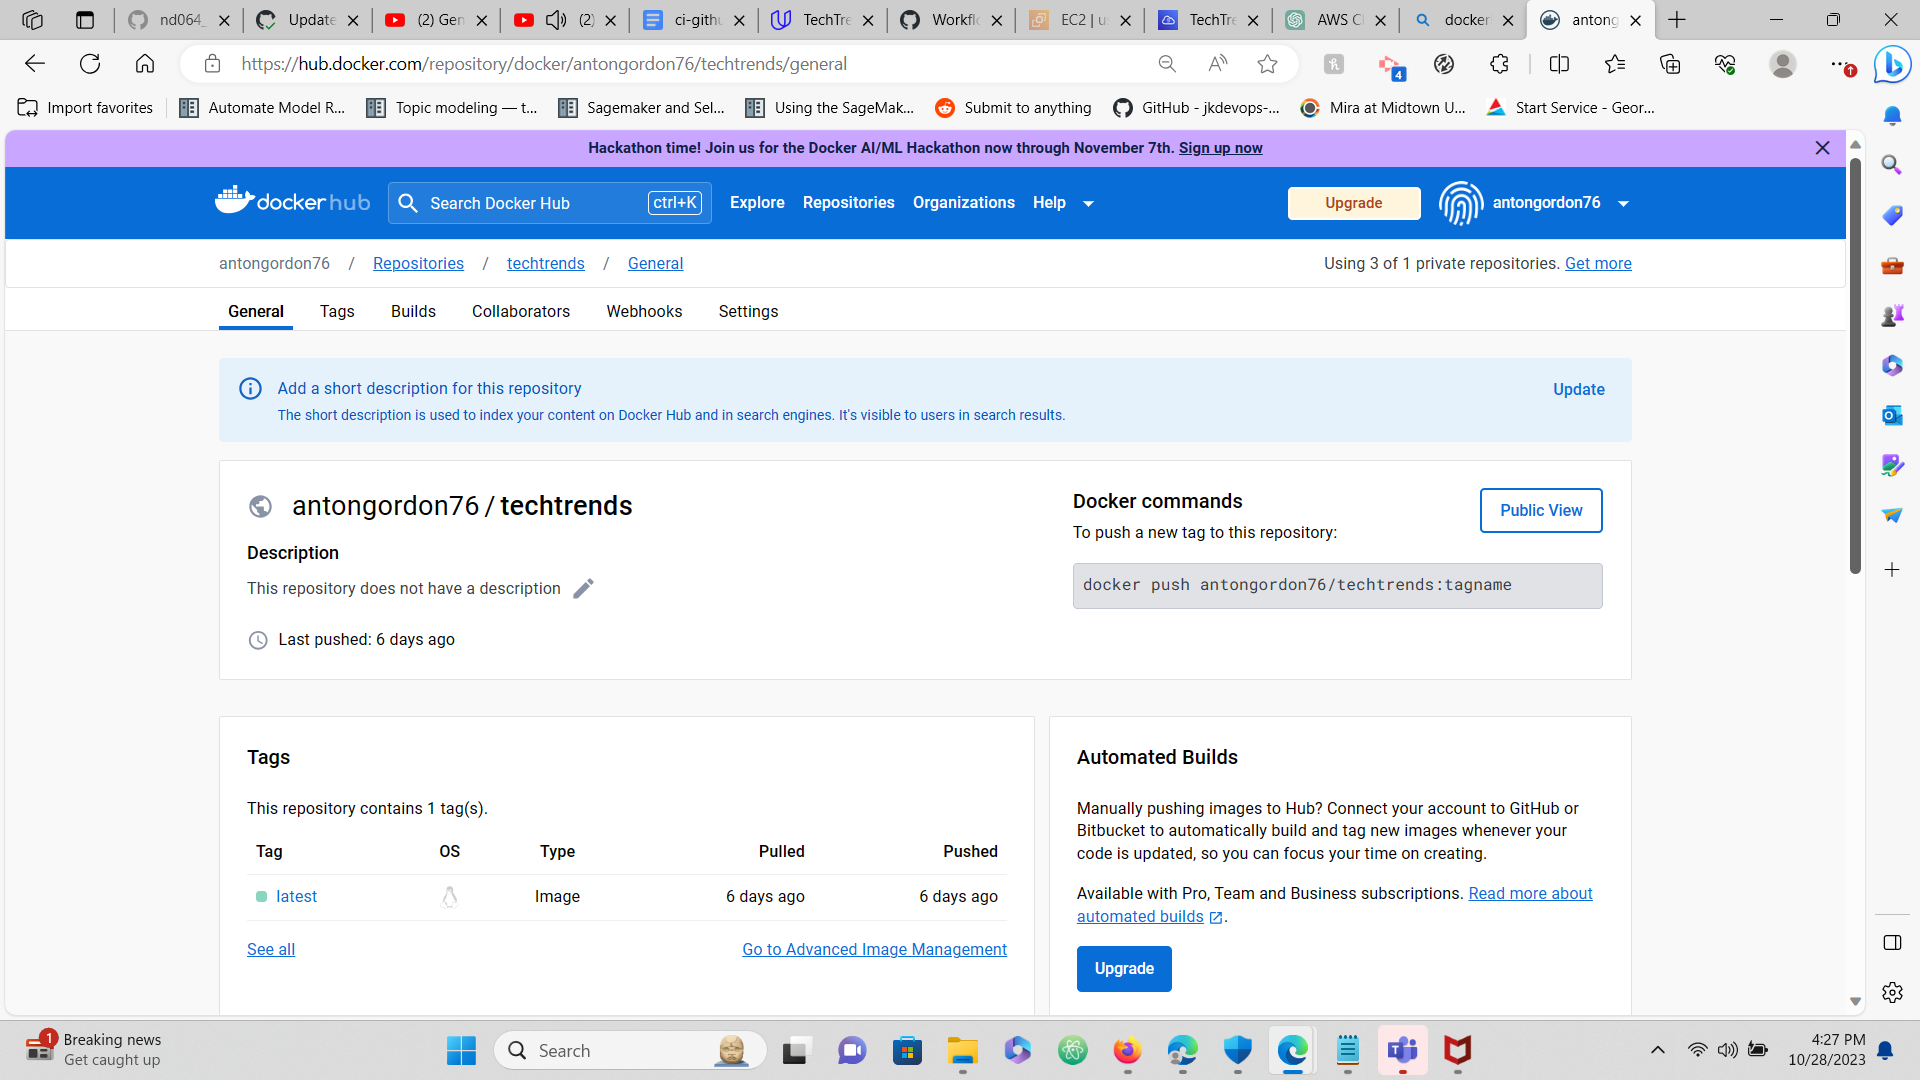 nd064_
Update
(2) Gen
(2)
ci-githu
TechTre
Workflo
EC2 | us
TechTre
AWS Cl
docker
antong
https://hub.docker.com/repository/docker/antongordon76/techtrends/general
4
Import favorites
Automate Model R...
Topic modeling — t...
Sagemaker and Sel...
Using the SageMak...
Submit to anything
GitHub - jkdevops-...
Mira at Midtown U...
Start Service - Geor...
Hackathon time! Join us for the Docker AI/ML Hackathon now through November 7th. Sign up now
dockerhub
Search Docker Hub
ctrl+K
Explore
Repositories
Organizations
Help
Upgrade
antongordon76
antongordon76 / Repositories / techtrends / General
Using 3 of 1 private repositories. Get more
General
Tags
Builds
Collaborators
Webhooks
Settings
Add a short description for this repository
The short description is used to index your content on Docker Hub and in search engines. It's visible to users in search results.
Update
antongordon76 / techtrends
Description
This repository does not have a description
Last pushed: 6 days ago
Docker commands
To push a new tag to this repository:
Public View
docker push antongordon76/techtrends:tagname
Tags
This repository contains 1 tag(s).
Tag OS Type Pulled Pushed
latest Image 6 days ago 6 days ago
See all
Go to Advanced Image Management
Automated Builds
Manually pushing images to Hub? Connect your account to GitHub or
Bitbucket to automatically build and tag new images whenever your
code is updated, so you can focus your time on creating.
Available with Pro, Team and Business subscriptions. Read more about
automated builds .
Upgrade
1
Breaking news
Get caught up
Search
4:27 PM
10/28/2023